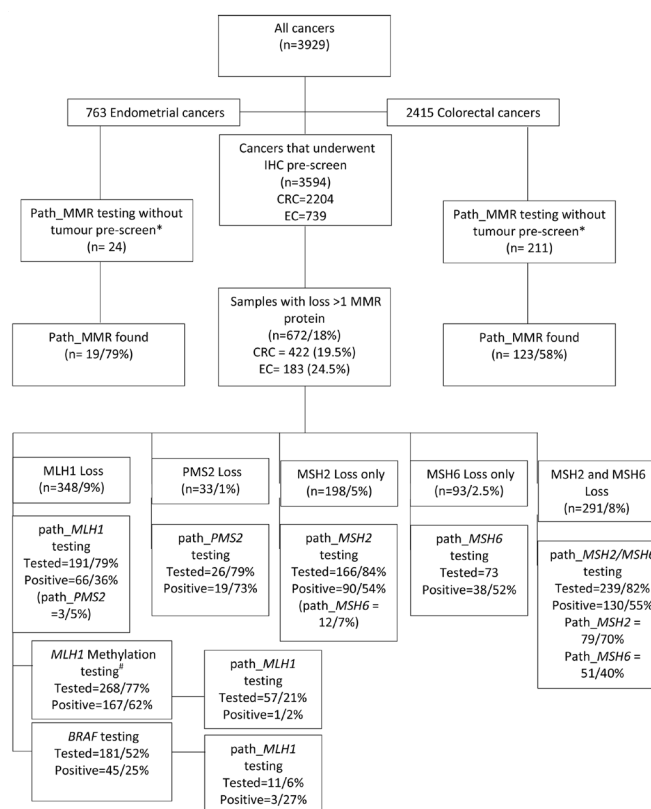 All cancers
(n=3929)
763 Endometrial cancers
2415 Colorectal cancers
Cancers that underwent
IHC pre-screen
(n=3594)
CRC=2204
EC=739
Path_MMR testing without
tumour pre-screen*
(n= 24)
Path_MMR testing without
tumour pre-screen*
(n= 211)
Samples with loss >1 MMR
protein
(n=672/18%)
CRC = 422 (19.5%)
EC= 183 (24.5%)
Path_MMR found
(n= 19/79%)
Path_MMR found
(n= 123/58%)
MLH1 Loss
(n=348/9%)
PMS2 Loss
(n=33/1%)
MSH2 Loss only
(n=198/5%)
MSH6 Loss only
(n=93/2.5%)
MSH2 and MSH6
Loss
(n=291/8%)
path_MLH1
testing
Tested=191/79%
Positive=66/36%
(path_PMS2
=3/5%)
path_PMS2
testing
Tested=26/79%
Positive=19/73%
path_MSH2
testing
Tested=166/84%
Positive=90/54%
(path_MSH6 =
12/7%)
path_MSH6
testing
Tested=73
Positive=38/52%
path_MSH2/MSH6
testing
Tested=239/82%
Positive=130/55%
Path_MSH2 =
79/70%
Path_MSH6 =
51/40%
MLH1 Methylation
testing#
Tested=268/77%
Positive=167/62%
path_MLH1
testing
Tested=57/21%
Positive=1/2%
BRAF testing
Tested=181/52%
Positive=45/25%
path_MLH1
testing
Tested=11/6%
Positive=3/27%